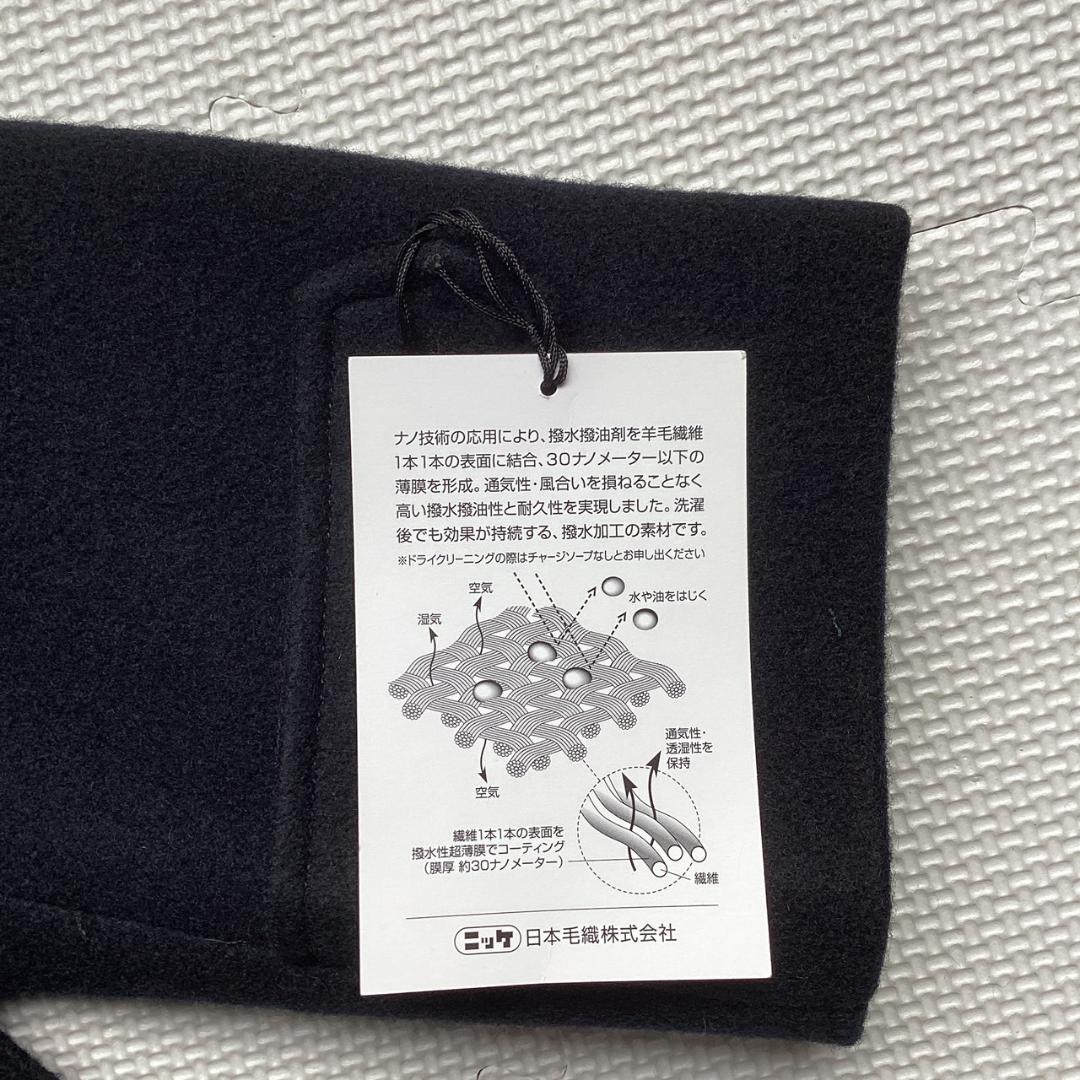 ナノ技術の応用により、撥水撥油剤を羊毛繊維
1本1本の表面に結合、30ナノメーター以下の
薄膜を形成。通気性・風合いを損ねることなく
高い撥水撥油性と耐久性を実現しました。洗濯
後でも効果が持続する、撥水加工の素材です。
※ドライクリーニングの際はチャージソープなしとお申し出ください
空気
水や油をはじく
湿気
通気性・
透湿性を
保持
空気
繊維1本1本の表面を
撥水性超薄膜でコーティング
(膜厚 約30ナノメーター)
繊維
ニッケ 日本毛織株式会社